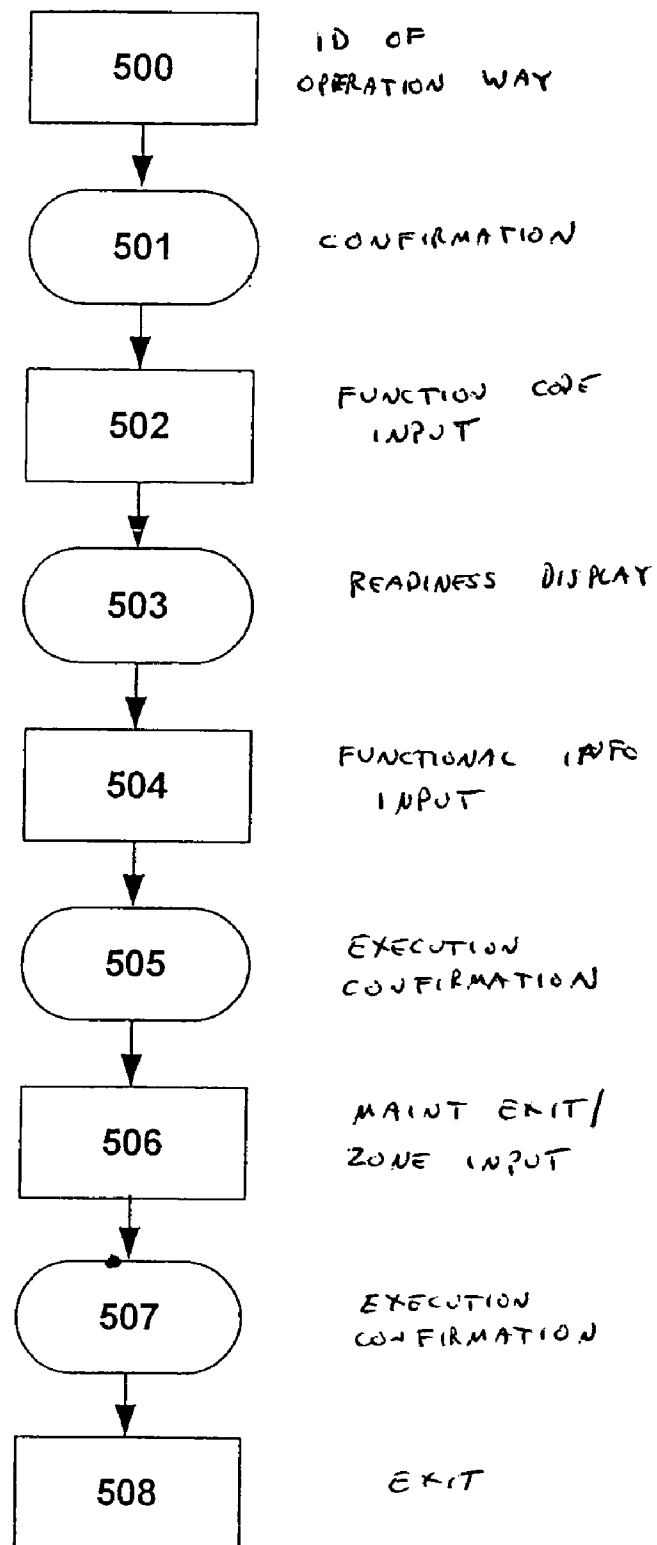 500
ID OF
OPERATION WAY
501
CONFIRMATION
502
FUNCTION CODE
INPUT
503
READINESS DISPLAY
504
FUNCTIONAL INFO
INPUT
505
EXECUTION
CONFIRMATION
506
MAINT EXIT/
ZONE INPUT
507
EXECUTION
CONFIRMATION
508
EXIT